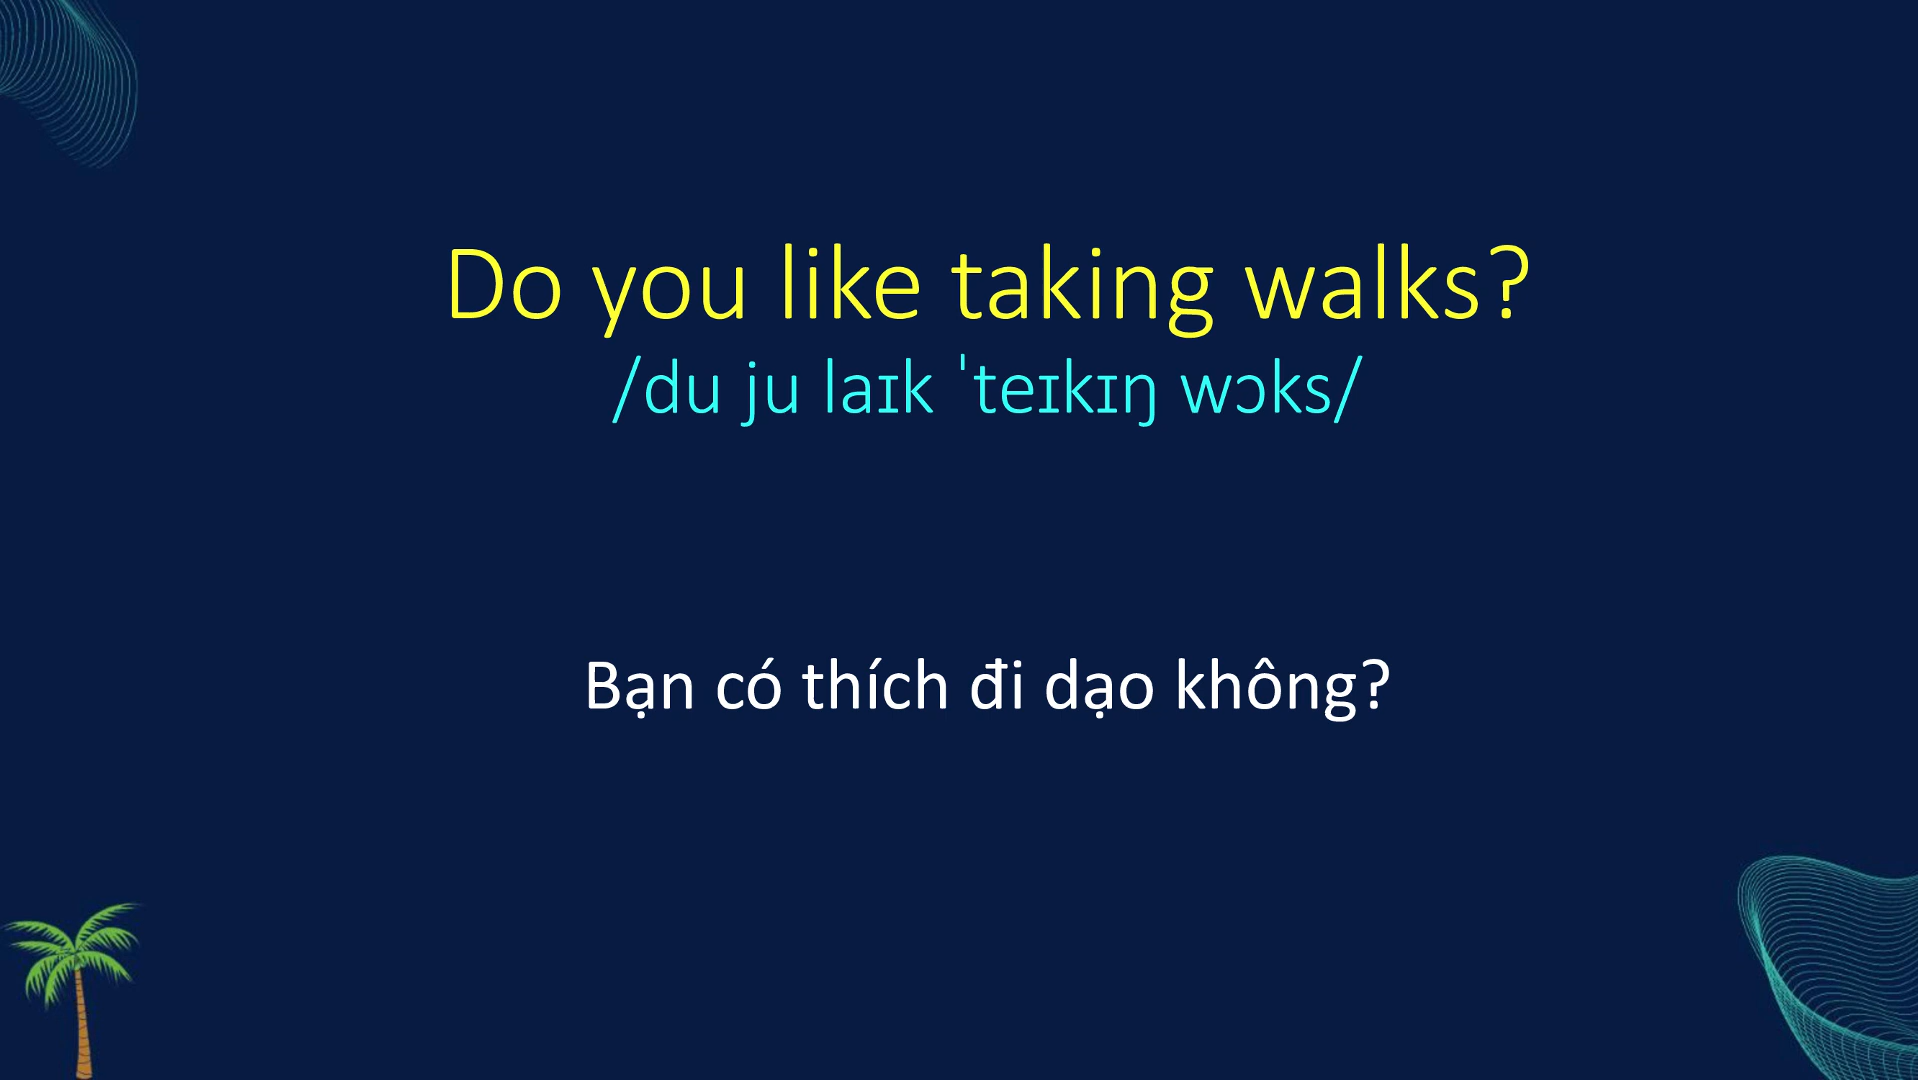 Do you like taking walks?
/du ju laɪk ˈteɪkɪŋ wɔks/
Bạn có thích đi dạo không?